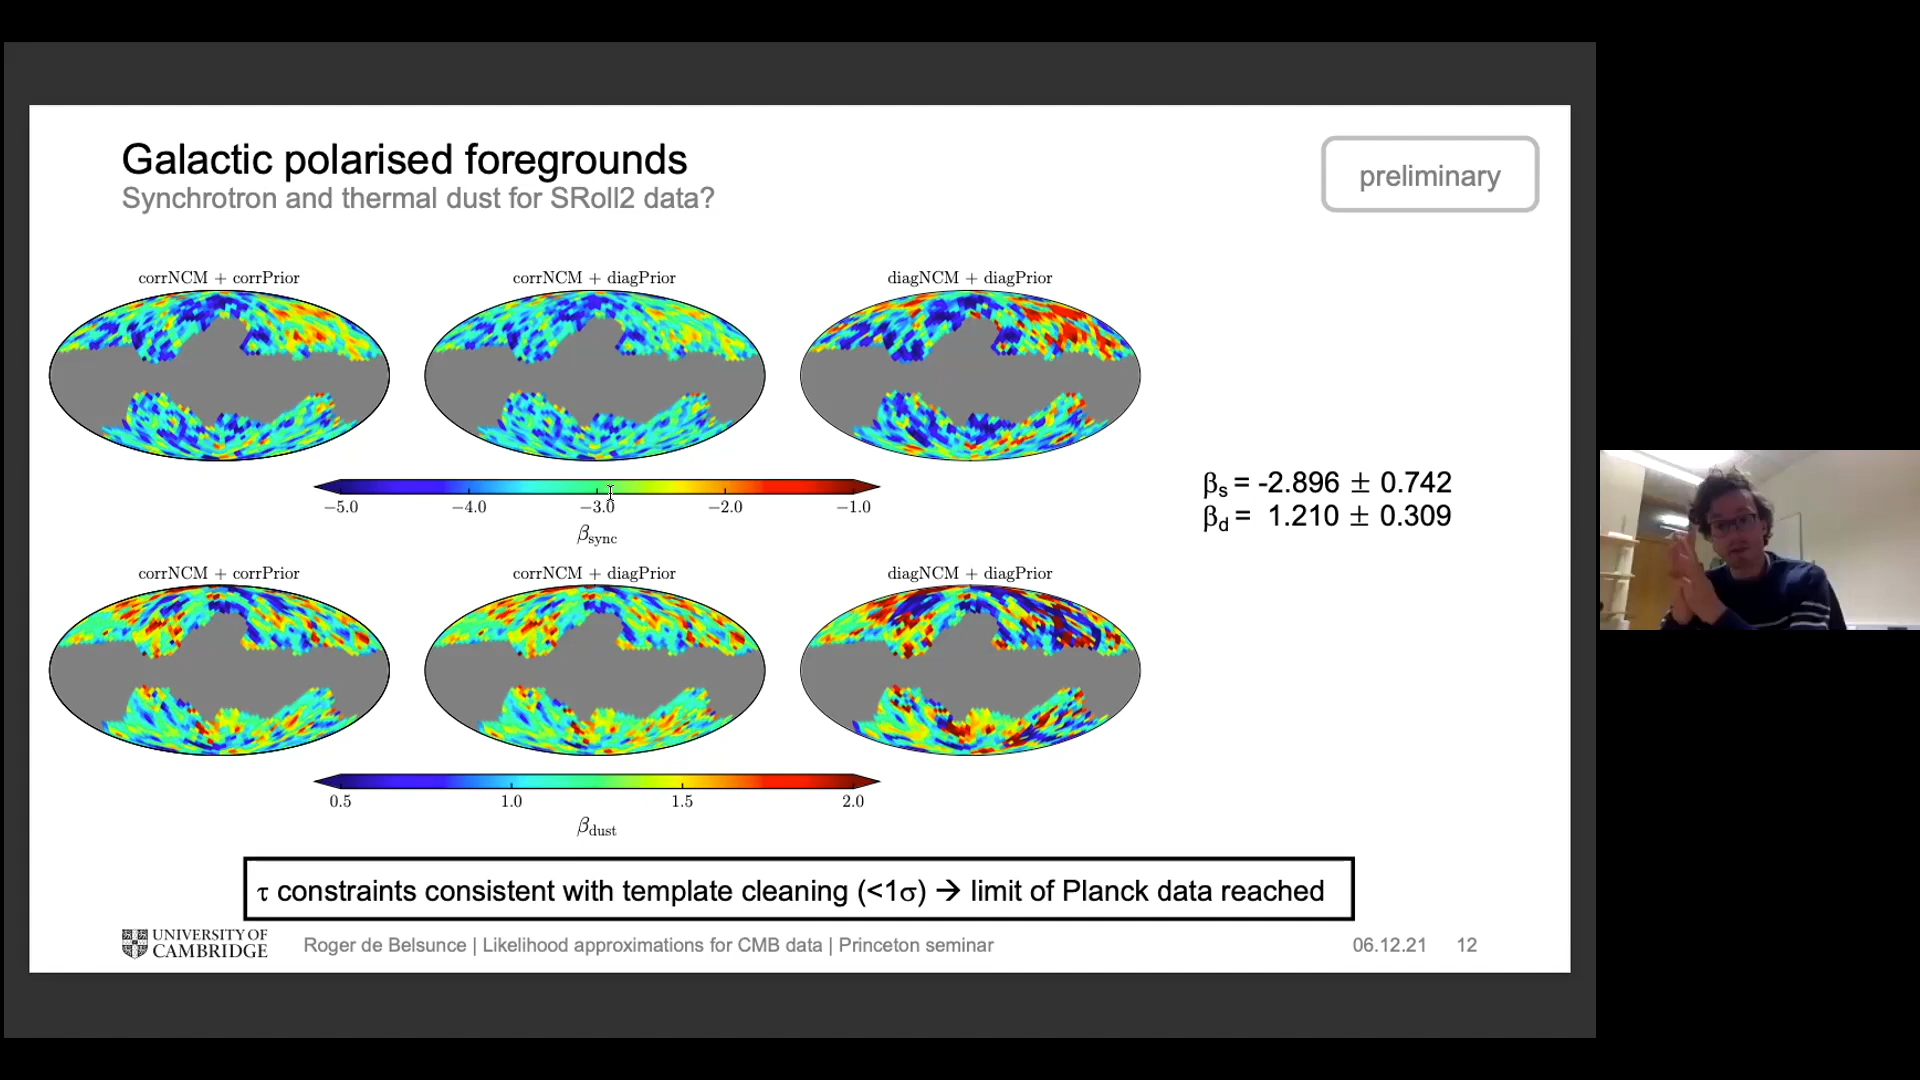 Galactic polarised foregrounds
Synchrotron and thermal dust for SRoll2 data?
preliminary
corrNCM + corrPrior
corrNCM + diagPrior
diagNCM + diagPrior
−5.0 −4.0 −3.0 −2.0 −1.0
βsync
βs = -2.896 ± 0.742
βd = 1.210 ± 0.309
corrNCM + corrPrior
corrNCM + diagPrior
diagNCM + diagPrior
0.5 1.0 1.5 2.0
βdust
τ constraints consistent with template cleaning (<1σ) → limit of Planck data reached
UNIVERSITY OF
CAMBRIDGE
Roger de Belsunce | Likelihood approximations for CMB data | Princeton seminar
06.12.21 12